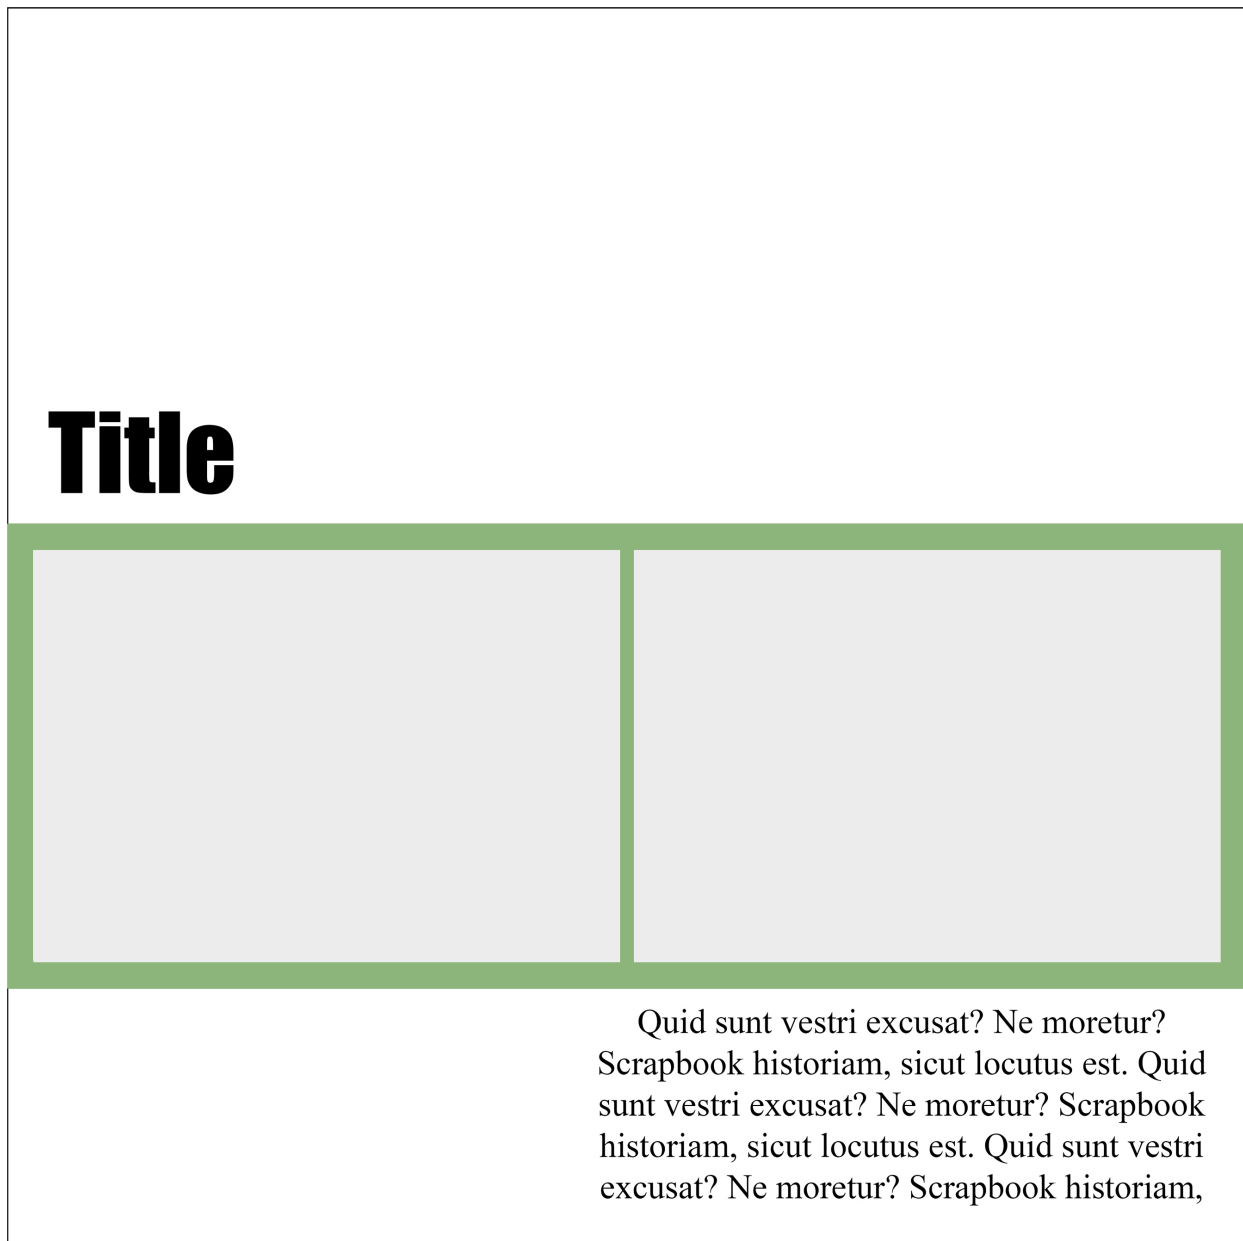 Title
Quid sunt vestri excusat? Ne moretur?
Scrapbook historiam, sicut locutus est. Quid
sunt vestri excusat? Ne moretur? Scrapbook
historiam, sicut locutus est. Quid sunt vestri
excusat? Ne moretur? Scrapbook historiam,